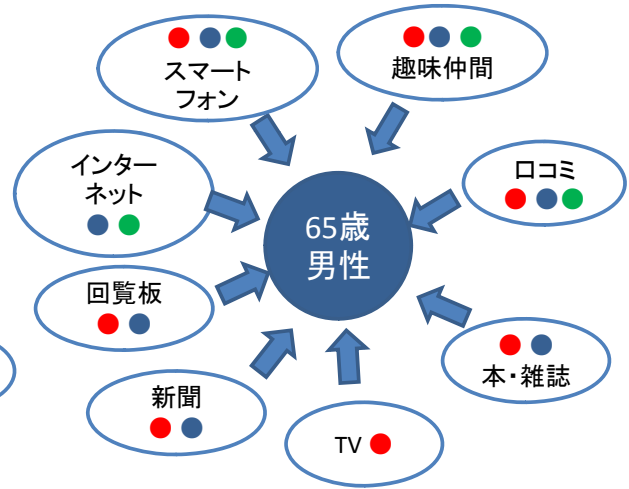 スマート
フォン
趣味仲間
インター
ネット
口コミ
65歳
男性
回覧板
本・雑誌
新聞
TV